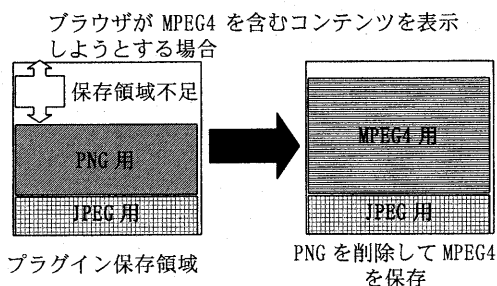 ブラウザが MPEG4 を含むコンテンツを表示
しようとする場合
保存領域不足
PNG 用
JPEG 用
プラグイン保存領域
MPEG4 用
JPEG 用
PNG を削除して MPEG4
を保存